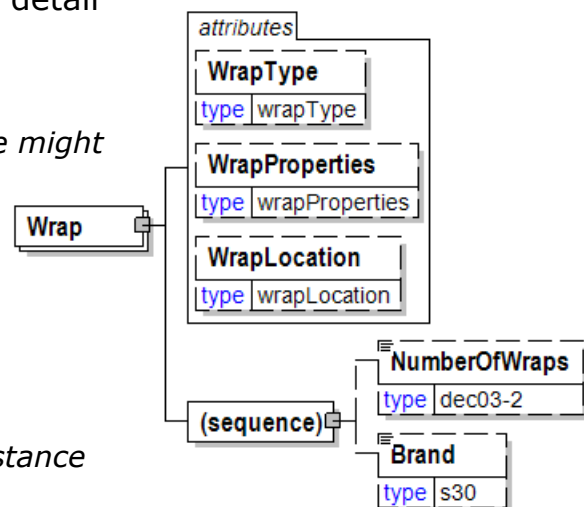 detail
attributes
WrapType
type wrapType
e might
WrapProperties
type wrapProperties
Wrap
WrapLocation
type wrapLocation
NumberOfWraps
type dec03-2
(sequence)
stance
Brand
type s30